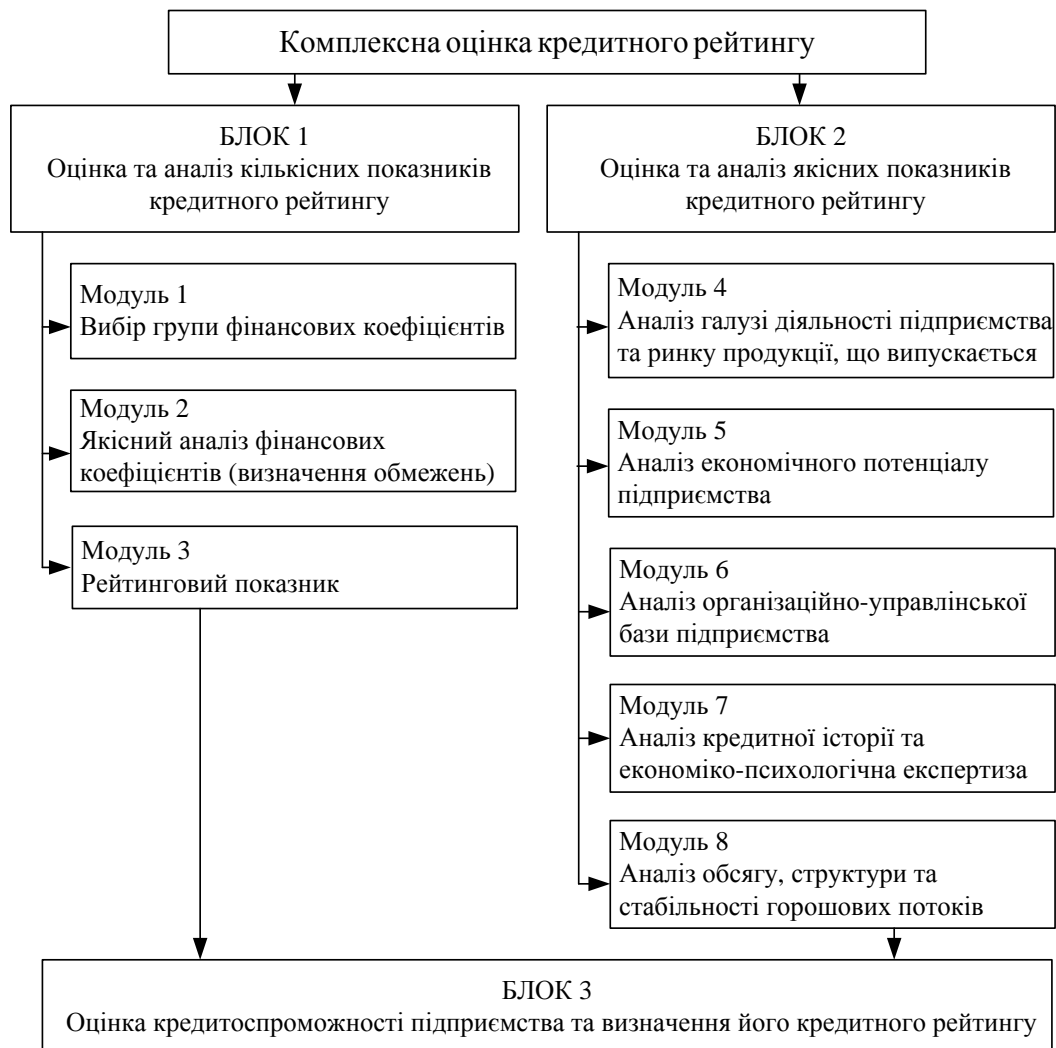 Комплексна оцінка кредитного рейтингу
БЛОК 1
Оцінка та аналіз кількісних показників
кредитного рейтингу
Модуль 1
Вибір групи фінансових коефіцієнтів
Модуль 2
Якісний аналіз фінансових
коефіцієнтів (визначення обмежень)
Модуль 3
Рейтинговий показник
БЛОК 2
Оцінка та аналіз якісних показників
кредитного рейтингу
Модуль 4
Аналіз галузі діяльності підприємства
та ринку продукції, що випускається
Модуль 5
Аналіз економічного потенціалу
підприємства
Модуль 6
Аналіз організаційно-управлінської
бази підприємства
Модуль 7
Аналіз кредитної історії та
економіко-психологічна експертиза
Модуль 8
Аналіз обсягу, структури та
стабільності горошових потоків
БЛОК 3
Оцінка кредитоспроможності підприємства та визначення його кредитного рейтингу